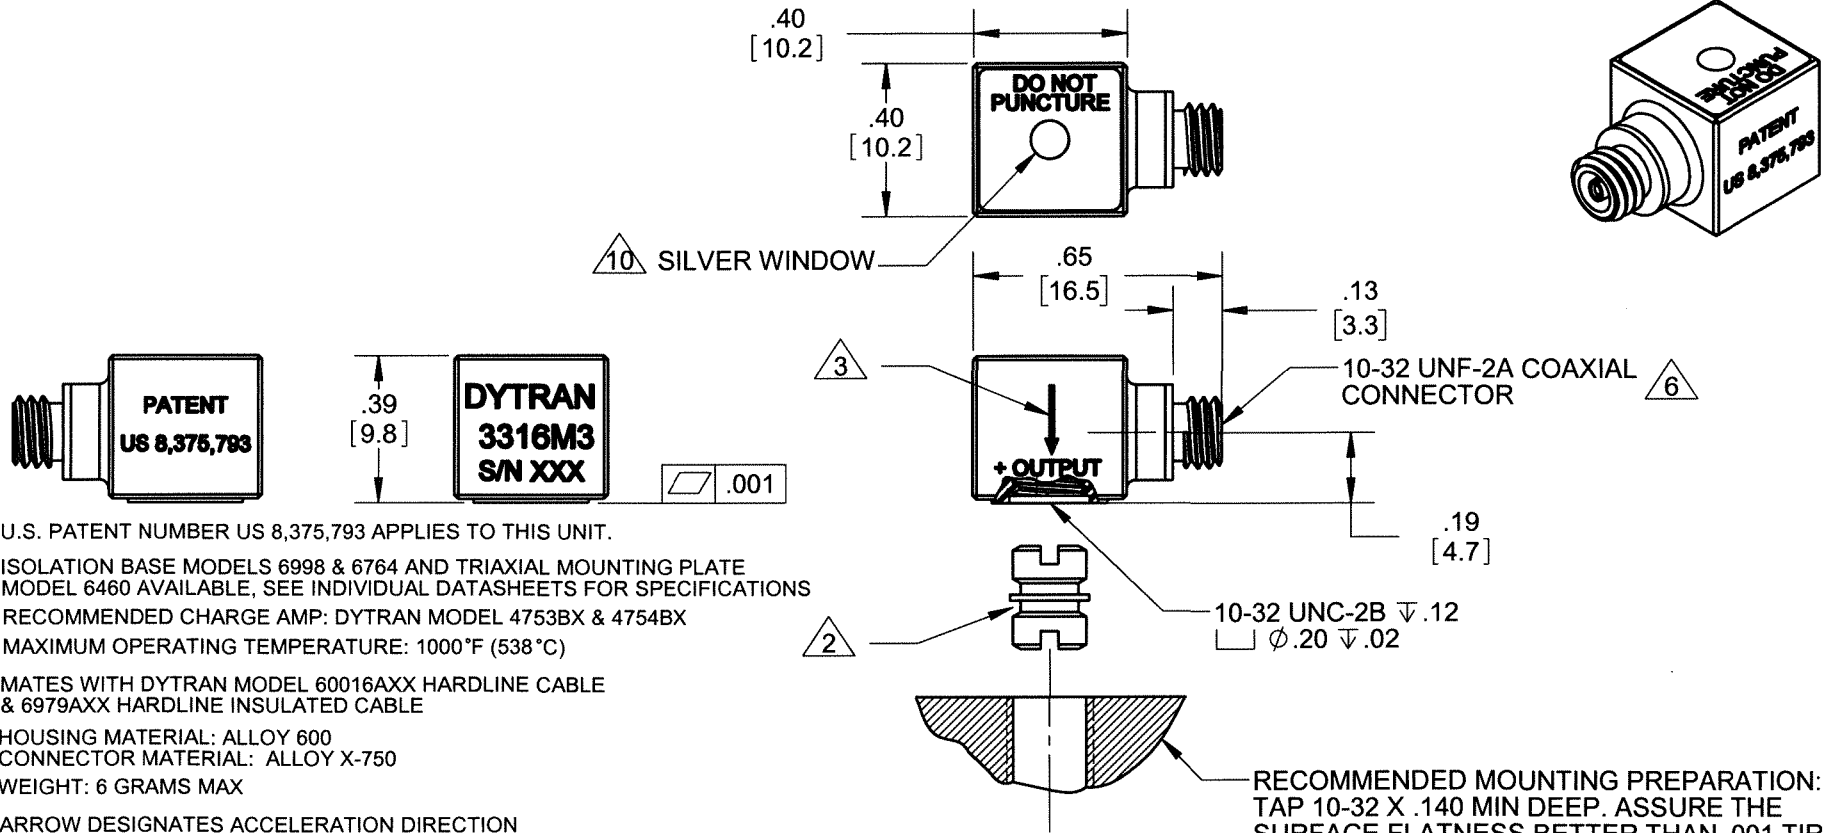 .40
[10.2]
.40
[10.2]
DO NOT
PUNCTURE
DO NOT
PUNCTURE
PATENT
US 8,375,793
10 SILVER WINDOW
.65
[16.5]
.13
[3.3]
3
10-32 UNF-2A COAXIAL
CONNECTOR
6
PATENT
US 8,375,793
.39
[9.8]
DYTRAN
3316M3
S/N XXX
.001
+ OUTPUT
.19
[4.7]
10-32 UNC-2B ↧ .12
⌴ ⌀.20 ↧.02
2
U.S. PATENT NUMBER US 8,375,793 APPLIES TO THIS UNIT.
ISOLATION BASE MODELS 6998 & 6764 AND TRIAXIAL MOUNTING PLATE
MODEL 6460 AVAILABLE, SEE INDIVIDUAL DATASHEETS FOR SPECIFICATIONS
RECOMMENDED CHARGE AMP: DYTRAN MODEL 4753BX & 4754BX
MAXIMUM OPERATING TEMPERATURE: 1000°F (538°C)
MATES WITH DYTRAN MODEL 60016AXX HARDLINE CABLE
& 6979AXX HARDLINE INSULATED CABLE
HOUSING MATERIAL: ALLOY 600
CONNECTOR MATERIAL: ALLOY X-750
WEIGHT: 6 GRAMS MAX
ARROW DESIGNATES ACCELERATION DIRECTION
RECOMMENDED MOUNTING PREPARATION:
TAP 10-32 X .140 MIN DEEP. ASSURE THE
SURFACE FLATNESS BETTER THAN .001 TIR